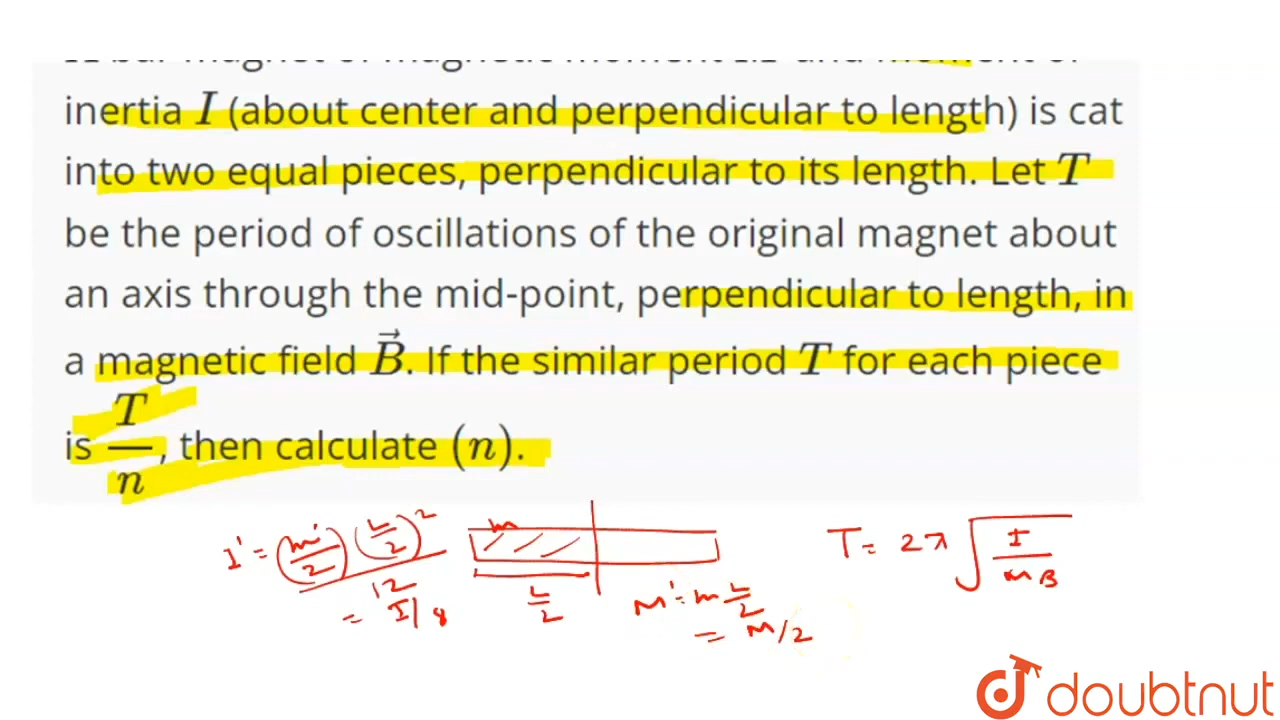 inertia I (about center and perpendicular to length) is cat
into two equal pieces, perpendicular to its length. Let T
be the period of oscillations of the original magnet about
an axis through the mid-point, perpendicular to length, in
a magnetic field B⃗. If the similar period T for each piece
is T/n, then calculate (n).
I' = (m'/2)(L/2)²/12
= I/8
m
L/2
M' = m L/2
= M/2
T = 2π √(I/MB)
doubtnut